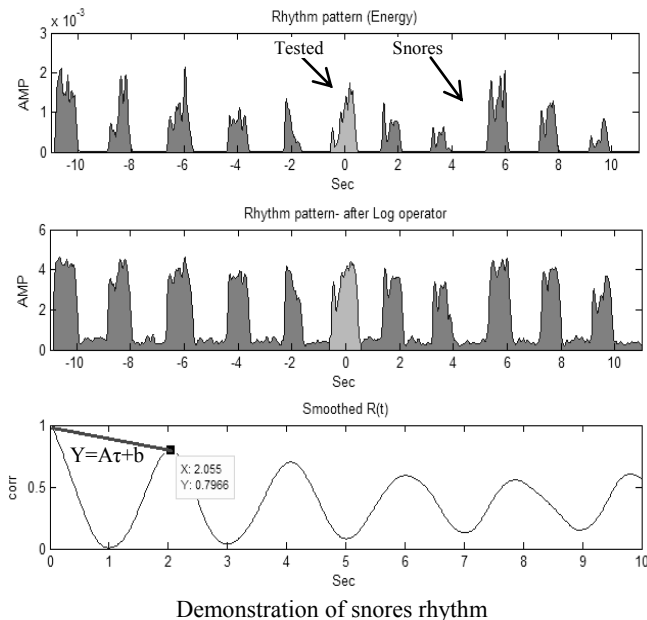 Rhythm pattern (Energy)
x 10⁻³
3
2
1
0
AMP
Tested
Snores
-10 -8 -6 -4 -2 0 2 4 6 8 10
Sec
Rhythm pattern- after Log operator
6
4
2
0
AMP
-10 -8 -6 -4 -2 0 2 4 6 8 10
Sec
Smoothed R(t)
1
0.5
0
corr
Y=Aτ+b
X: 2.055
Y: 0.7966
0 1 2 3 4 5 6 7 8 9 10
Sec
Demonstration of snores rhythm